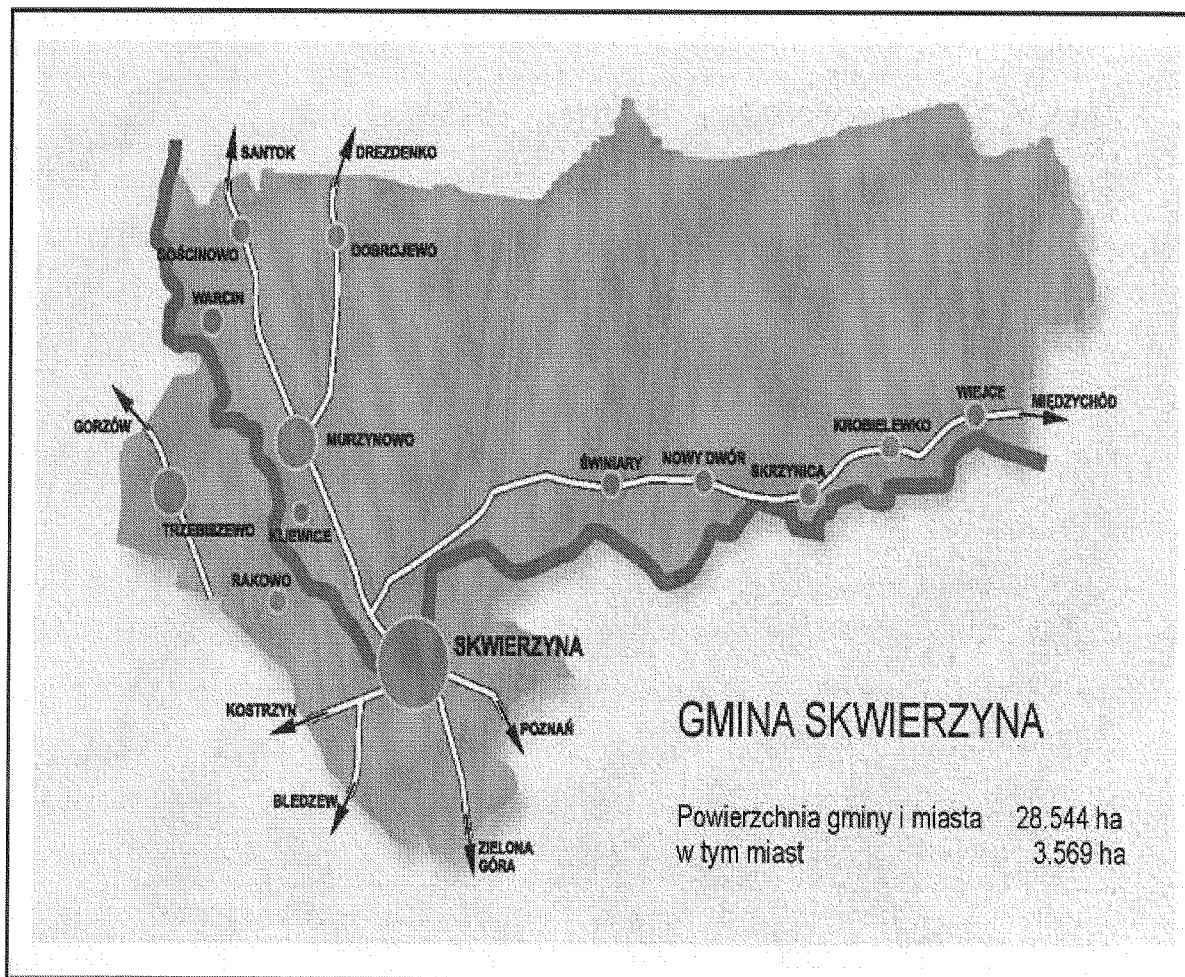 SANTOK
DREZDENKO
GOŚCINOWO
DOBROJEWO
WARCIN
GORZÓW
MURZYNOWO
WIEJCE
MIĘDZYCHÓD
KROBIELEWKO
ŚWINIARY
NOWY DWÓR
SKRZYNICA
TRZEBISZEWO
KIJEWICE
RAKOWO
SKWIERZYNA
KOSTRZYN
POZNAŃ
GMINA SKWIERZYNA
BLEDZEW
ZIELONA
GÓRA
Powierzchnia gminy i miasta 28.544 ha
w tym miast 3.569 ha